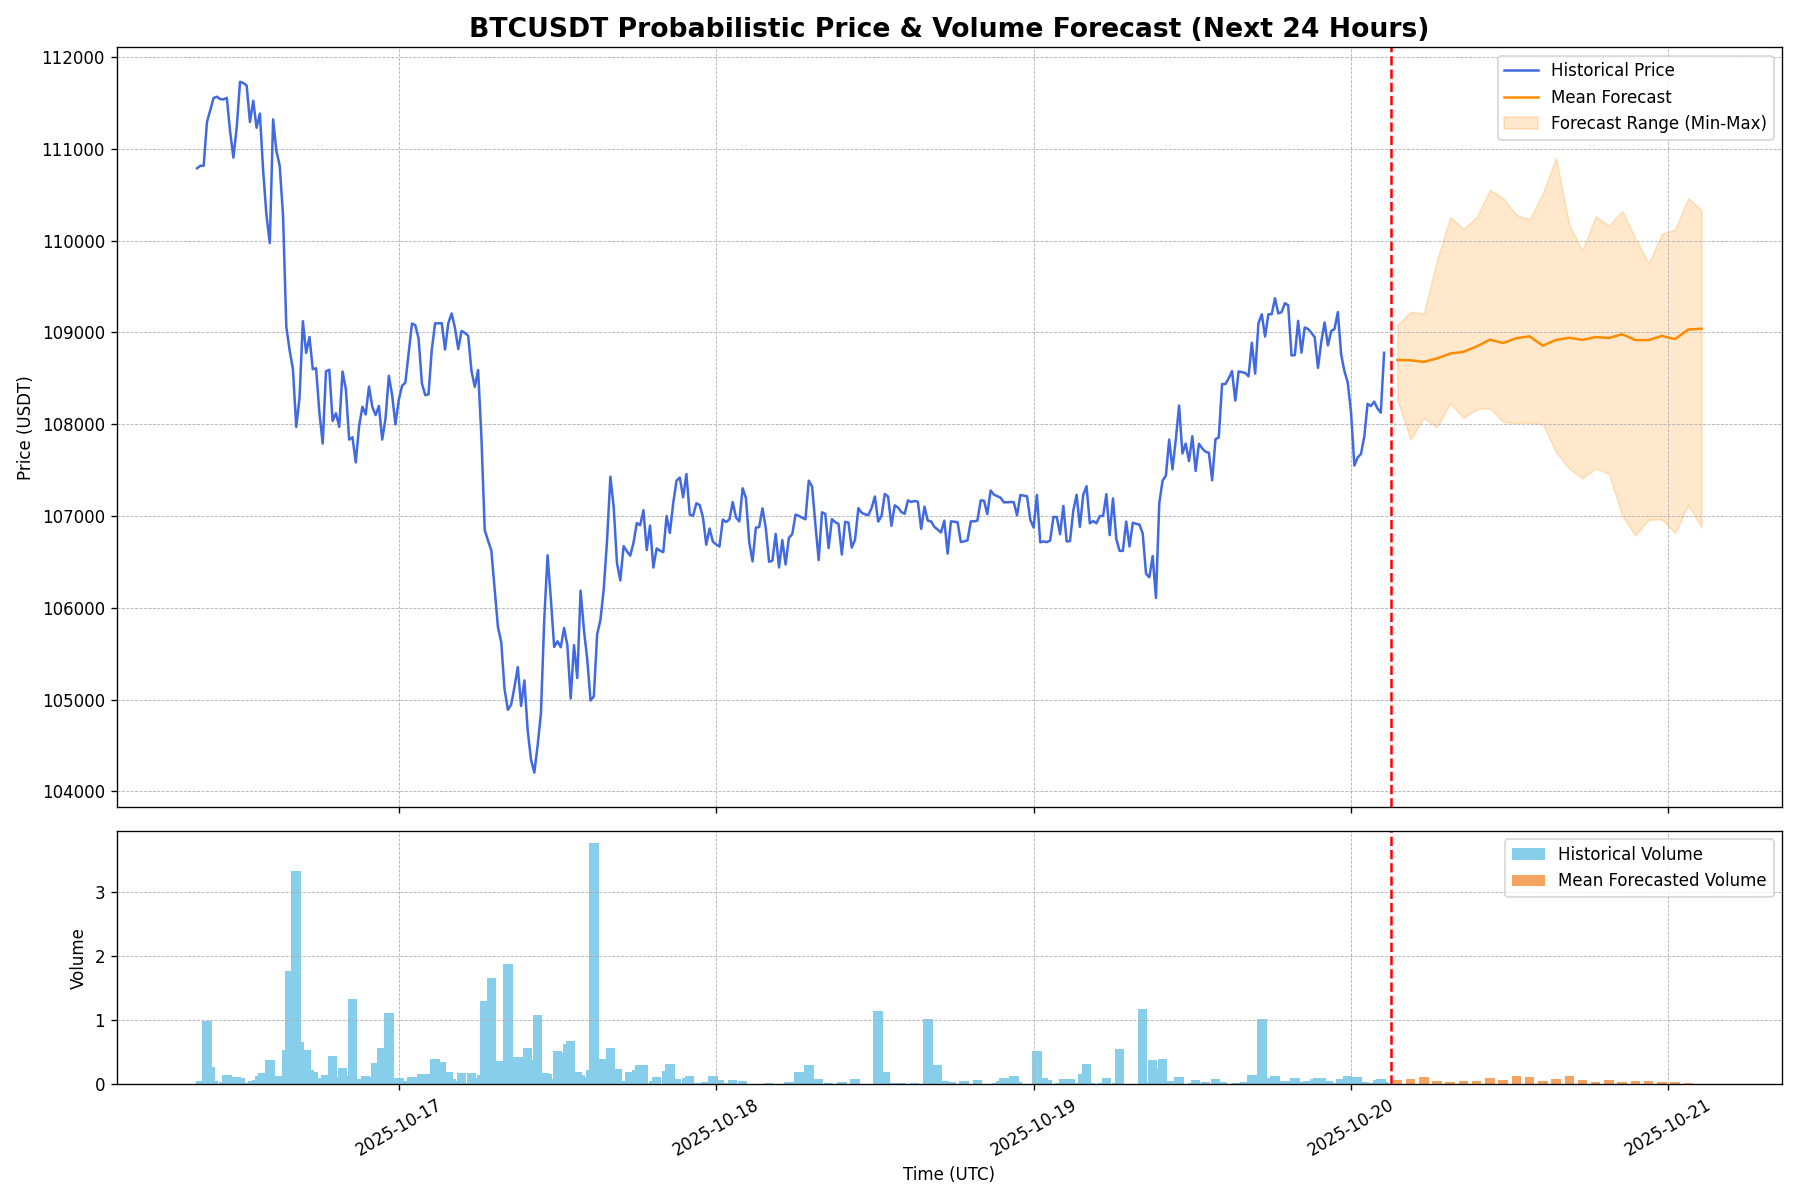 BTCUSDT Probabilistic Price & Volume Forecast (Next 24 Hours)
Historical Price
Mean Forecast
Forecast Range (Min-Max)
112000
111000
110000
109000
108000
107000
106000
105000
104000
Price (USDT)
Historical Volume
Mean Forecasted Volume
3
2
1
0
Volume
2025-10-17
2025-10-18
2025-10-19
2025-10-20
2025-10-21
Time (UTC)